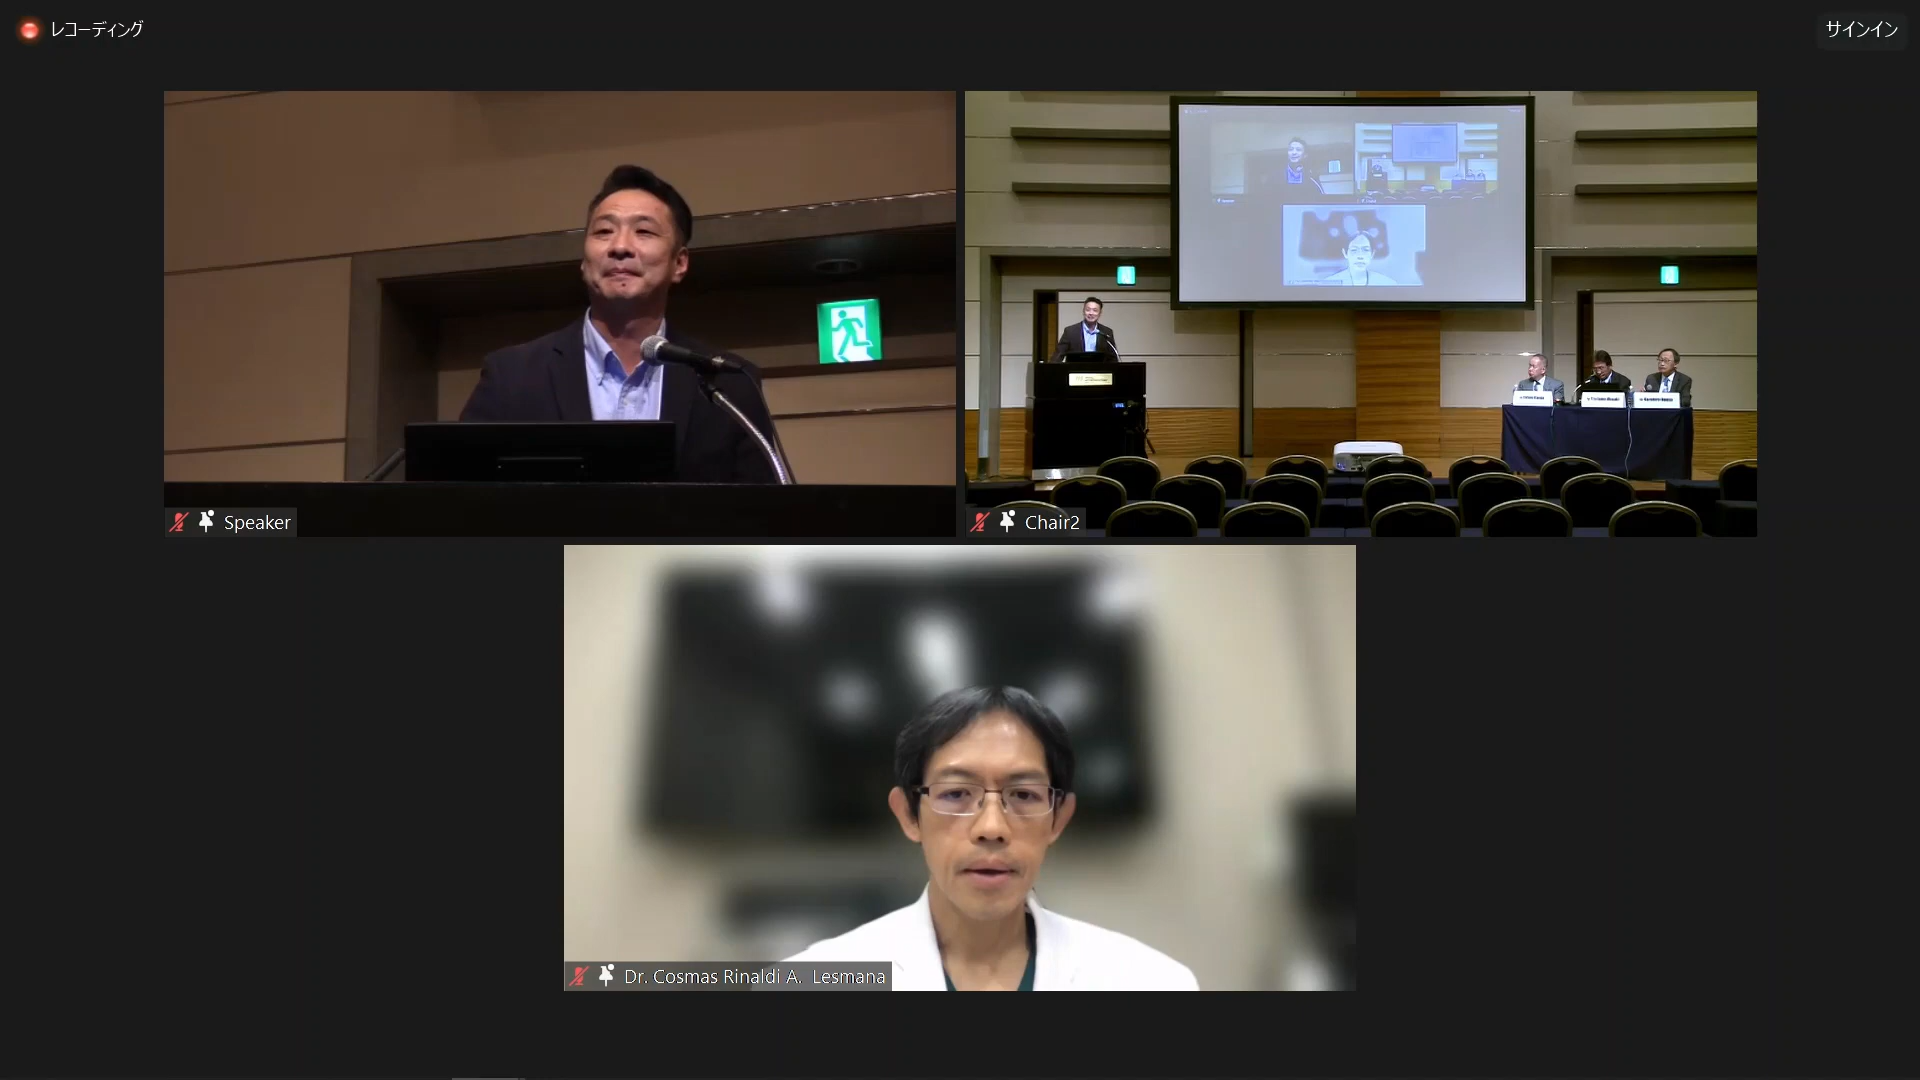 レコーディング
サインイン
Speaker
Chair2
Dr. Cosmas Rinaldi A. Lesmana